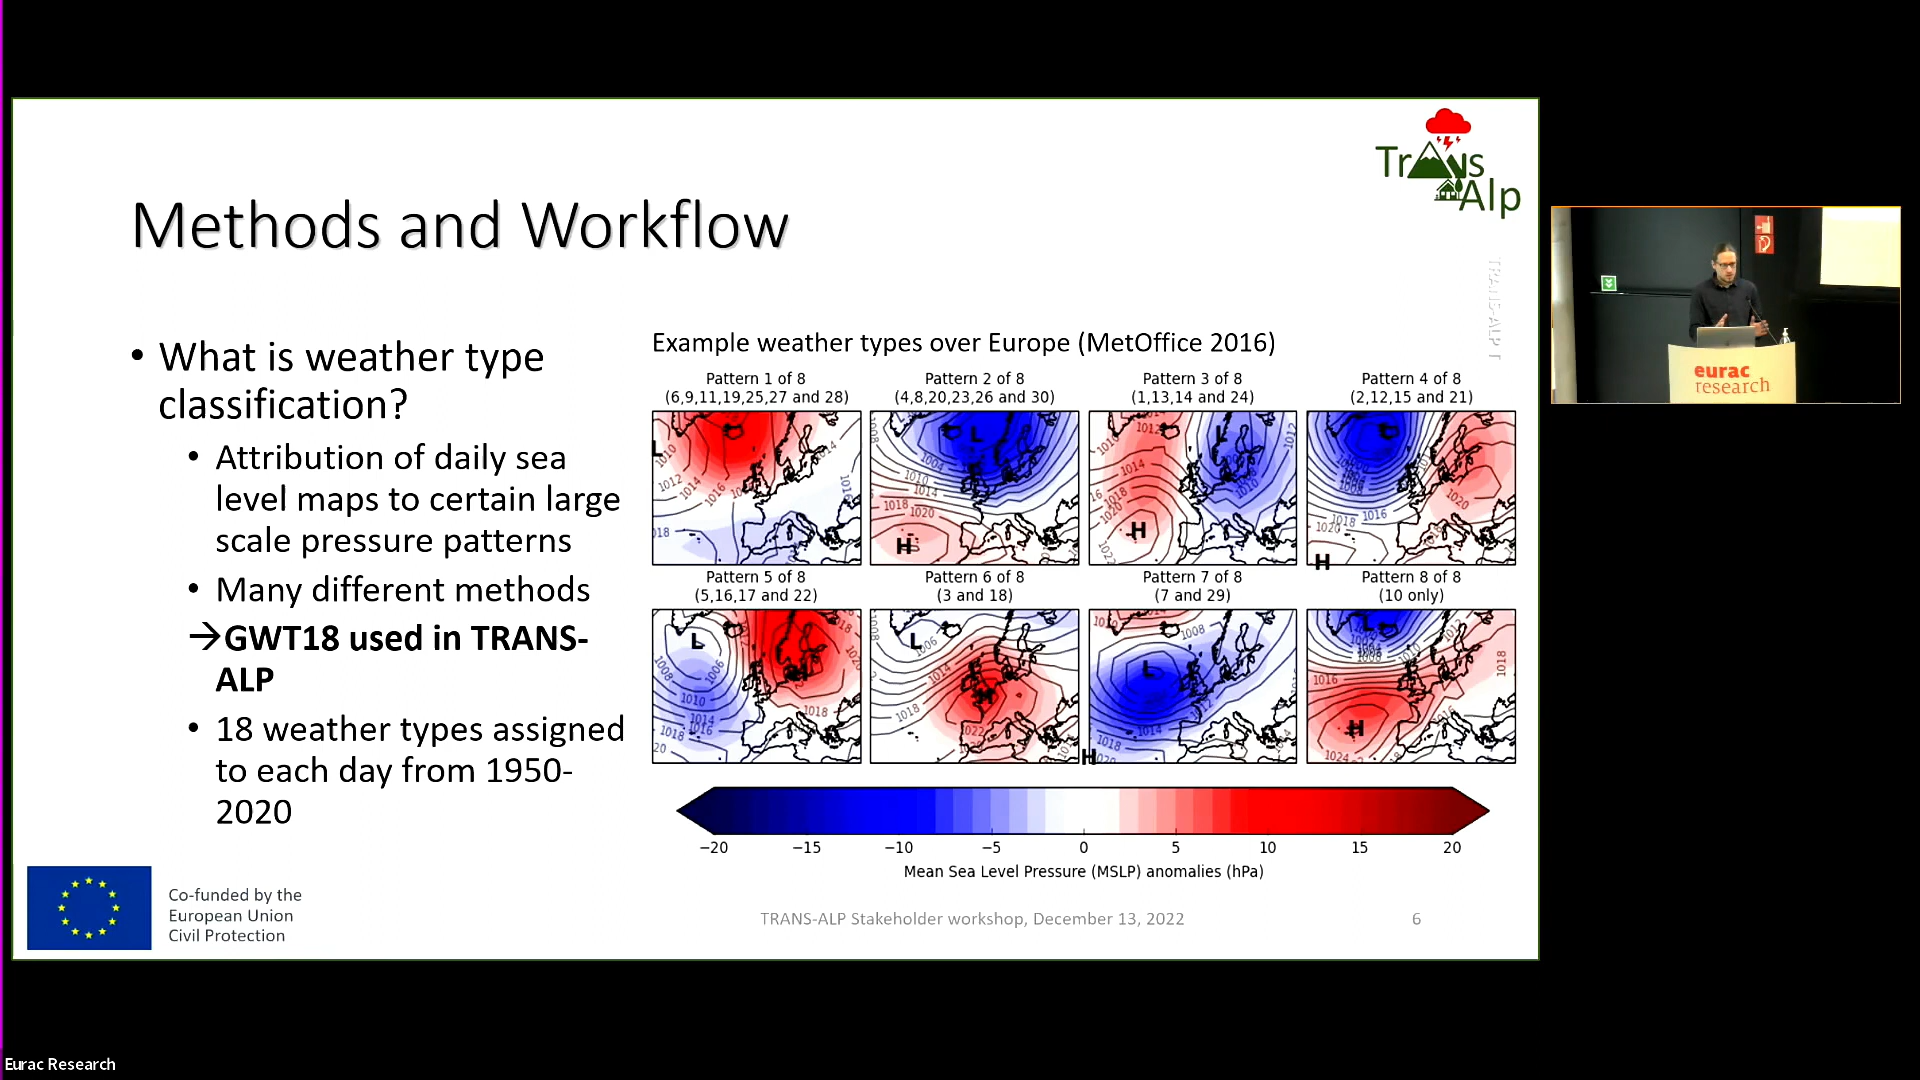 Trans
Alp
Methods and Workflow
TRANS-ALP
• What is weather type
classification?
• Attribution of daily sea
level maps to certain large
scale pressure patterns
• Many different methods
→GWT18 used in TRANS-
ALP
• 18 weather types assigned
to each day from 1950-
2020
Example weather types over Europe (MetOffice 2016)
Pattern 1 of 8
(6,9,11,19,25,27 and 28)
Pattern 2 of 8
(4,8,20,23,26 and 30)
Pattern 3 of 8
(1,13,14 and 24)
Pattern 4 of 8
(2,12,15 and 21)
Pattern 5 of 8
(5,16,17 and 22)
Pattern 6 of 8
(3 and 18)
Pattern 7 of 8
(7 and 29)
Pattern 8 of 8
(10 only)
−20 −15 −10 −5 0 5 10 15 20
Mean Sea Level Pressure (MSLP) anomalies (hPa)
Co-funded by the
European Union
Civil Protection
TRANS-ALP Stakeholder workshop, December 13, 2022
6
eurac
research
Eurac Research